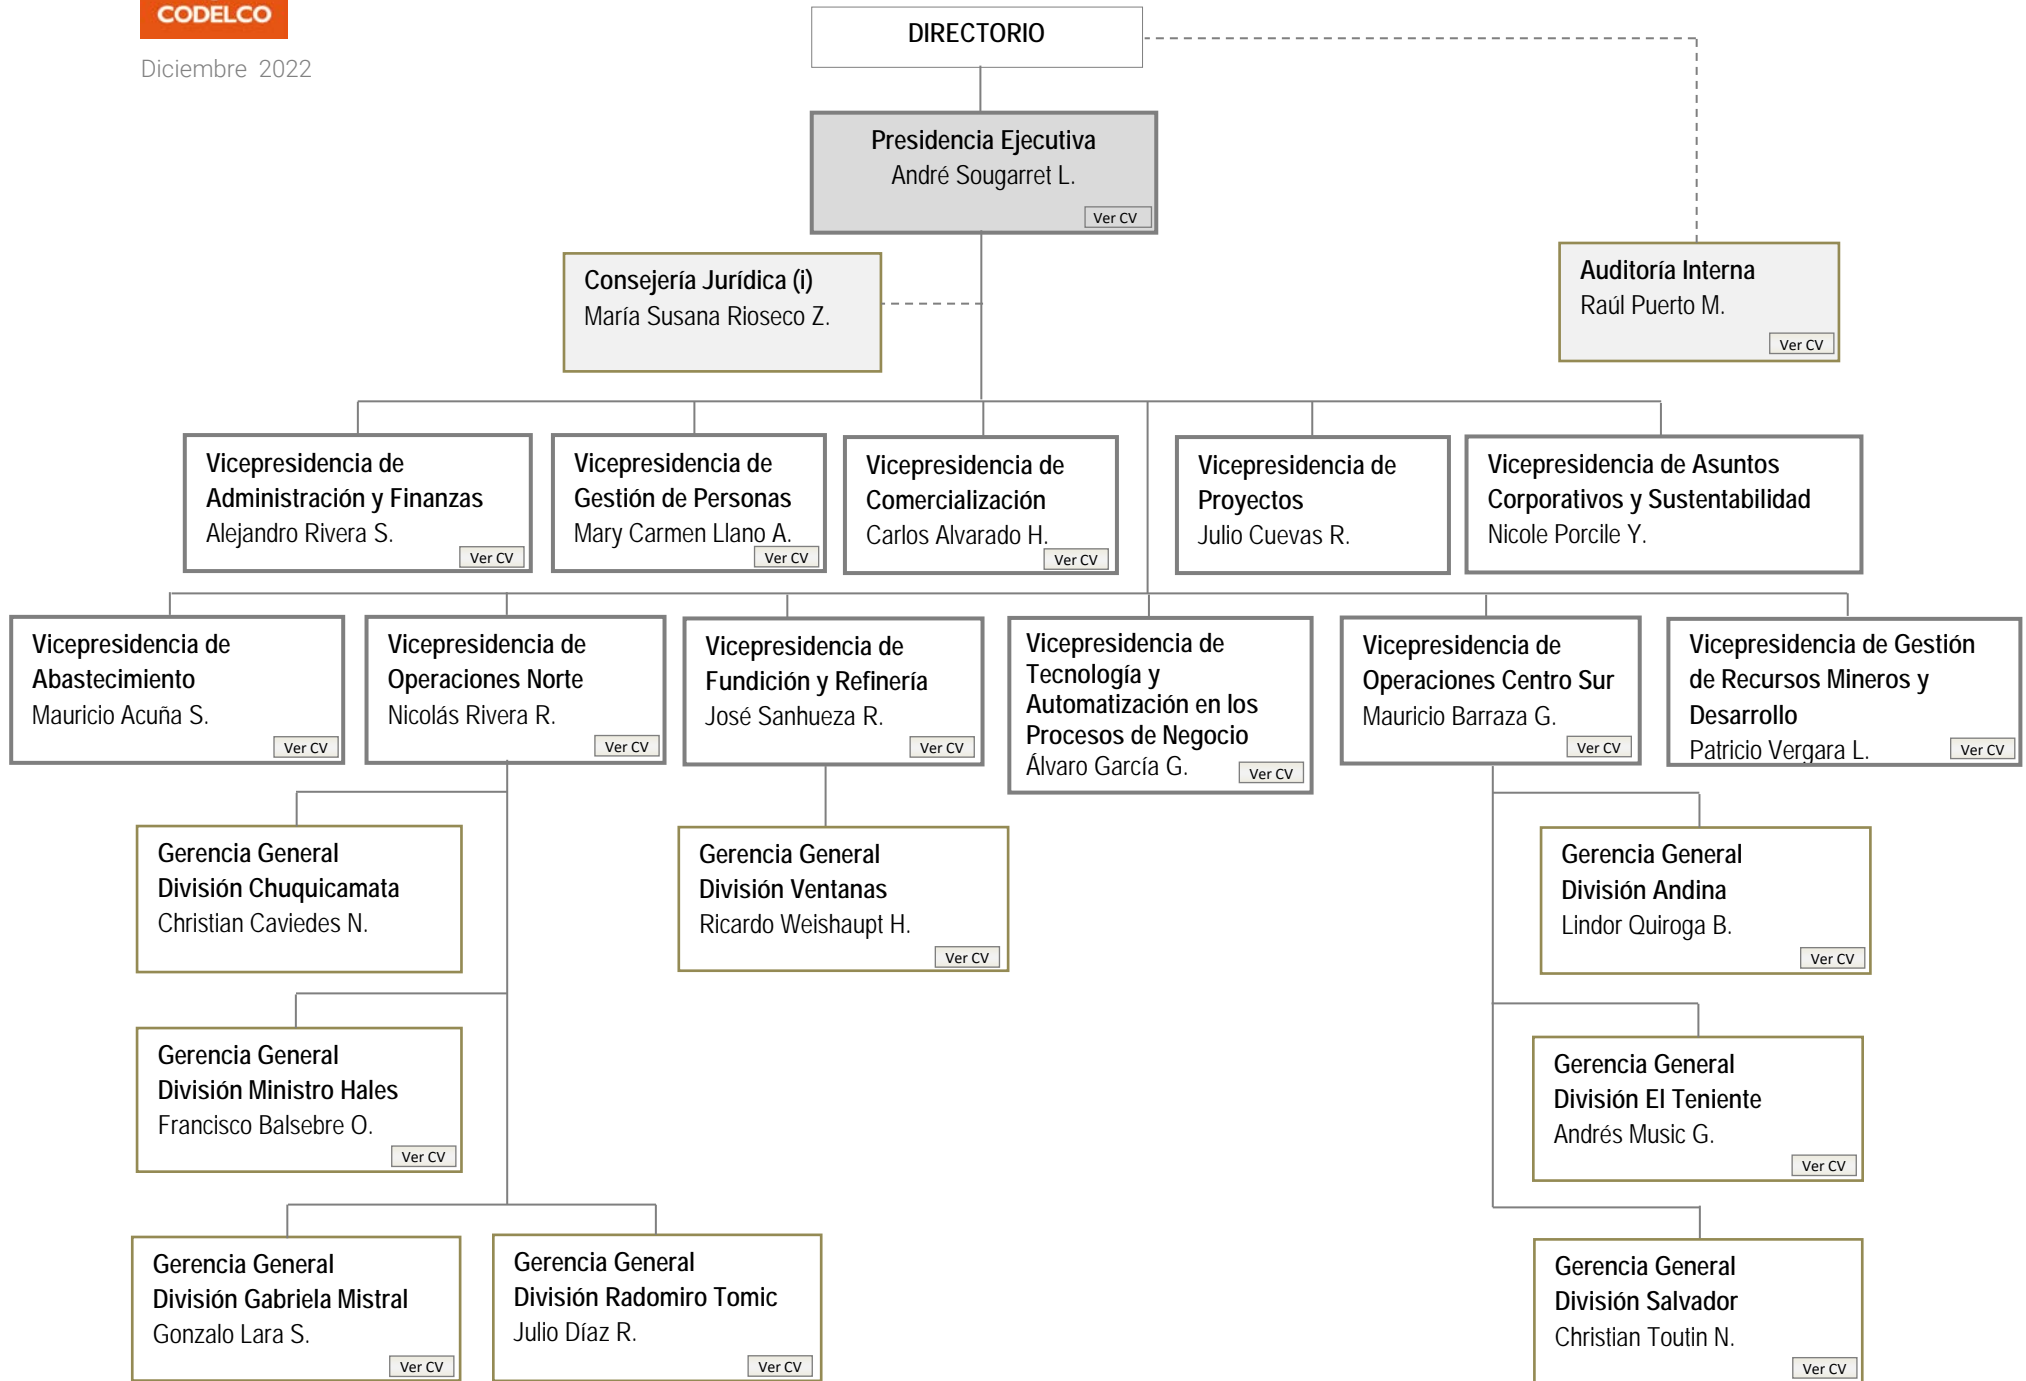 CODELCO
Diciembre 2022
DIRECTORIO
Presidencia Ejecutiva
André Sougarret L.
Ver CV
Consejería Jurídica (i)
María Susana Rioseco Z.
Auditoría Interna
Raúl Puerto M.
Ver CV
Vicepresidencia de
Administración y Finanzas
Alejandro Rivera S.
Ver CV
Vicepresidencia de
Gestión de Personas
Mary Carmen Llano A.
Ver CV
Vicepresidencia de
Comercialización
Carlos Alvarado H.
Ver CV
Vicepresidencia de
Proyectos
Julio Cuevas R.
Vicepresidencia de Asuntos
Corporativos y Sustentabilidad
Nicole Porcile Y.
Vicepresidencia de
Abastecimiento
Mauricio Acuña S.
Ver CV
Vicepresidencia de
Operaciones Norte
Nicolás Rivera R.
Ver CV
Vicepresidencia de
Fundición y Refinería
José Sanhueza R.
Ver CV
Vicepresidencia de
Tecnología y
Automatización en los
Procesos de Negocio
Álvaro García G.
Ver CV
Vicepresidencia de
Operaciones Centro Sur
Mauricio Barraza G.
Ver CV
Vicepresidencia de Gestión
de Recursos Mineros y
Desarrollo
Patricio Vergara L.
Ver CV
Gerencia General
División Chuquicamata
Christian Caviedes N.
Gerencia General
División Ventanas
Ricardo Weishaupt H.
Ver CV
Gerencia General
División Andina
Lindor Quiroga B.
Ver CV
Gerencia General
División Ministro Hales
Francisco Balsebre O.
Ver CV
Gerencia General
División El Teniente
Andrés Music G.
Ver CV
Gerencia General
División Gabriela Mistral
Gonzalo Lara S.
Ver CV
Gerencia General
División Radomiro Tomic
Julio Díaz R.
Ver CV
Gerencia General
División Salvador
Christian Toutin N.
Ver CV